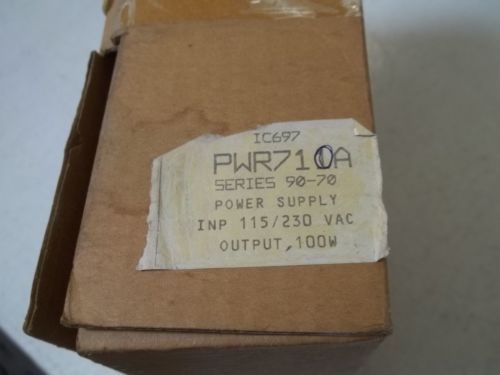 IC697
PWR710A
SERIES 90-70
POWER SUPPLY
INP 115/230 VAC
OUTPUT,100W